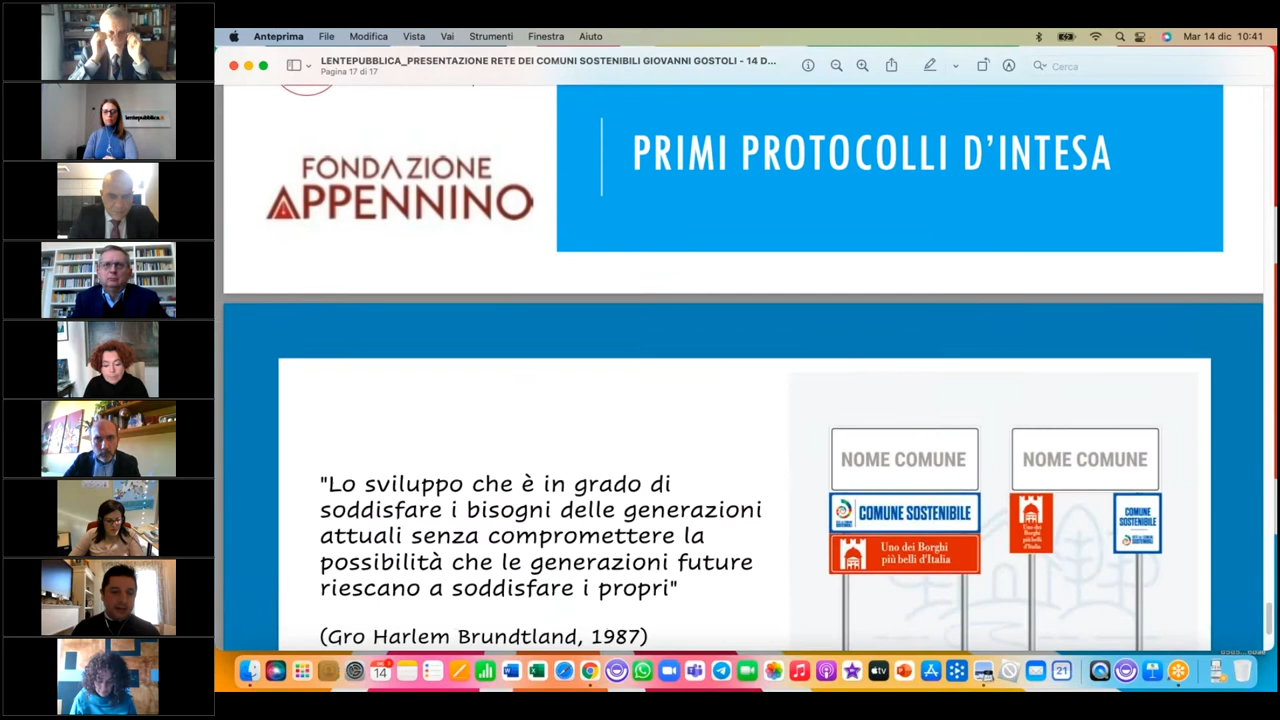 Anteprima File Modifica Vista Vai Strumenti Finestra Aiuto
Mar 14 dic 10:41
LENTEPUBBLICA_PRESENTAZIONE RETE DEI COMUNI SOSTENIBILI GIOVANNI GOSTOLI - 14 D...
Pagina 17 di 17
Cerca
FONDAZIONE
APPENNINO
PRIMI PROTOCOLLI D'INTESA
"Lo sviluppo che è in grado di
soddisfare i bisogni delle generazioni
attuali senza compromettere la
possibilità che le generazioni future
riescano a soddisfare i propri"
(Gro Harlem Brundtland, 1987)
NOME COMUNE
COMUNE SOSTENIBILE
Uno dei Borghi
più belli d'Italia
NOME COMUNE
Uno dei
Borghi
più belli
d'Italia
COMUNE
SOSTENIBILE
lentepubblica.it
14
21